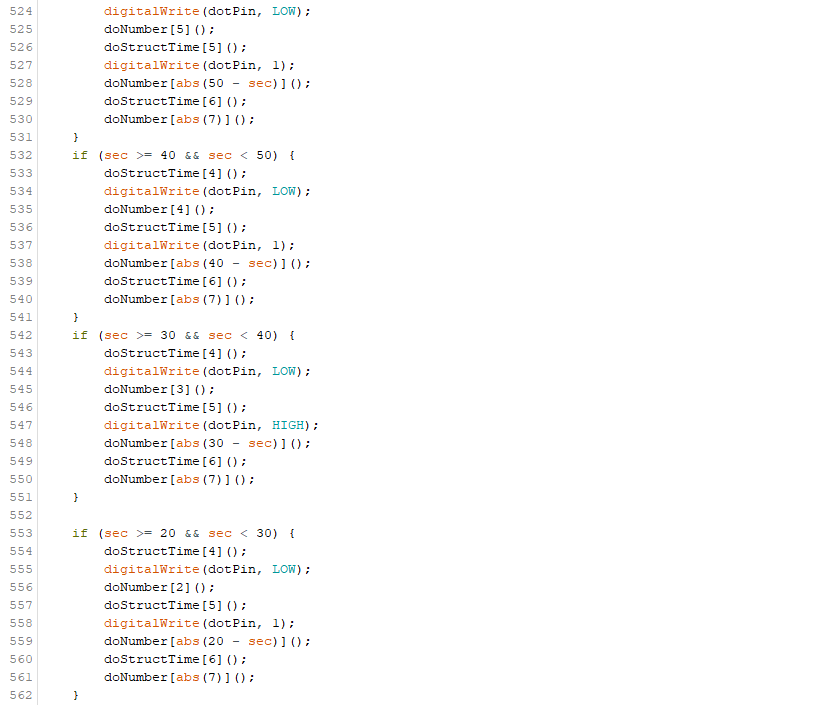 524         digitalWrite(dotPin, LOW);
525         doNumber[5]();
526         doStructTime[5]();
527         digitalWrite(dotPin, 1);
528         doNumber[abs(50 - sec)]();
529         doStructTime[6]();
530         doNumber[abs(7)]();
531     }
532     if (sec >= 40 && sec < 50) {
533         doStructTime[4]();
534         digitalWrite(dotPin, LOW);
535         doNumber[4]();
536         doStructTime[5]();
537         digitalWrite(dotPin, 1);
538         doNumber[abs(40 - sec)]();
539         doStructTime[6]();
540         doNumber[abs(7)]();
541     }
542     if (sec >= 30 && sec < 40) {
543         doStructTime[4]();
544         digitalWrite(dotPin, LOW);
545         doNumber[3]();
546         doStructTime[5]();
547         digitalWrite(dotPin, HIGH);
548         doNumber[abs(30 - sec)]();
549         doStructTime[6]();
550         doNumber[abs(7)]();
551     }
552
553     if (sec >= 20 && sec < 30) {
554         doStructTime[4]();
555         digitalWrite(dotPin, LOW);
556         doNumber[2]();
557         doStructTime[5]();
558         digitalWrite(dotPin, 1);
559         doNumber[abs(20 - sec)]();
560         doStructTime[6]();
561         doNumber[abs(7)]();
562     }